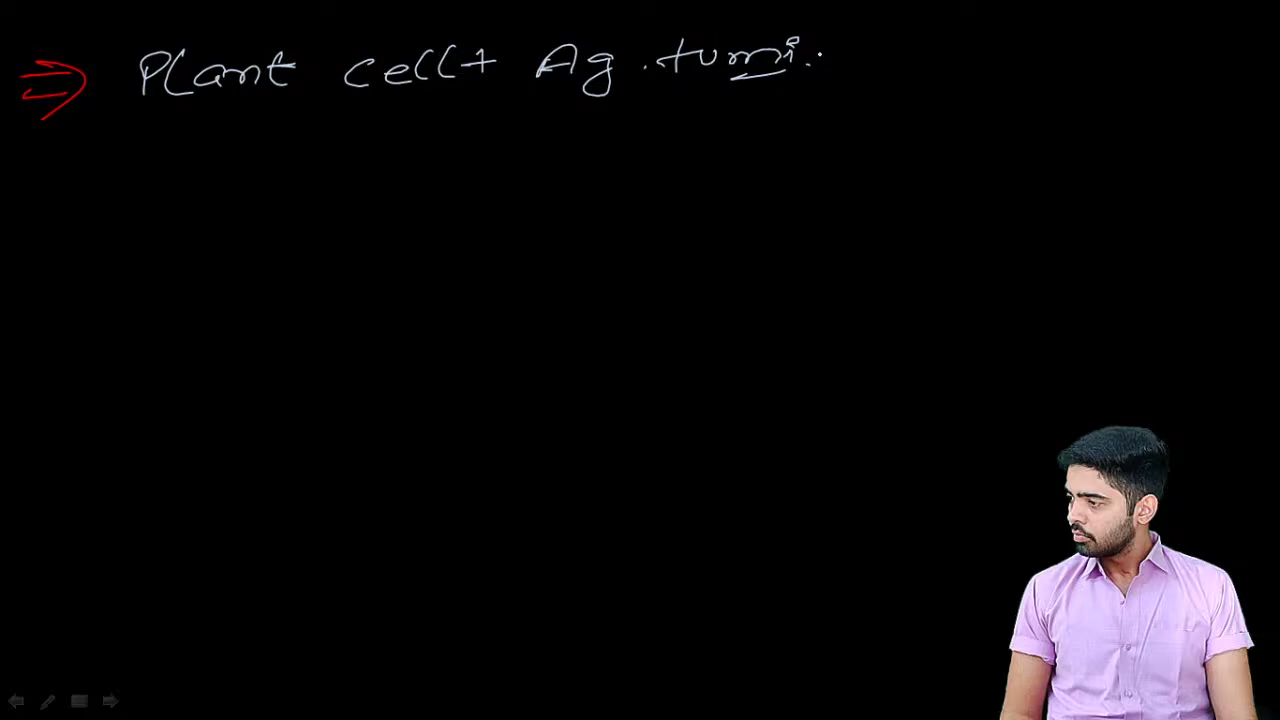 ⇒ Plant cell + Ag. tumi.